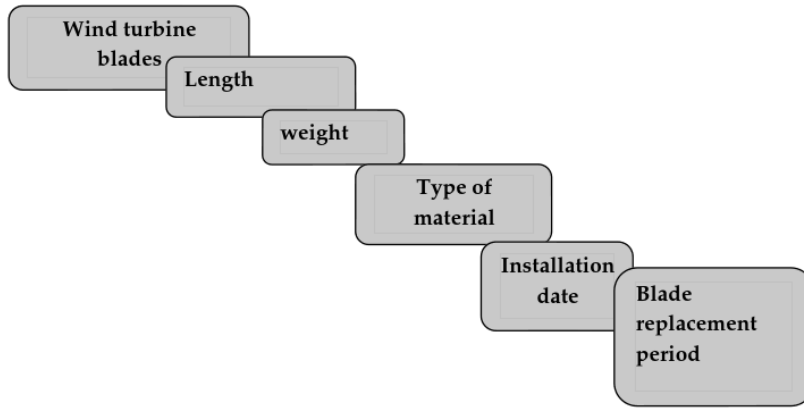 Wind turbine
blades
Length
weight
Type of
material
Installation
date
Blade
replacement
period